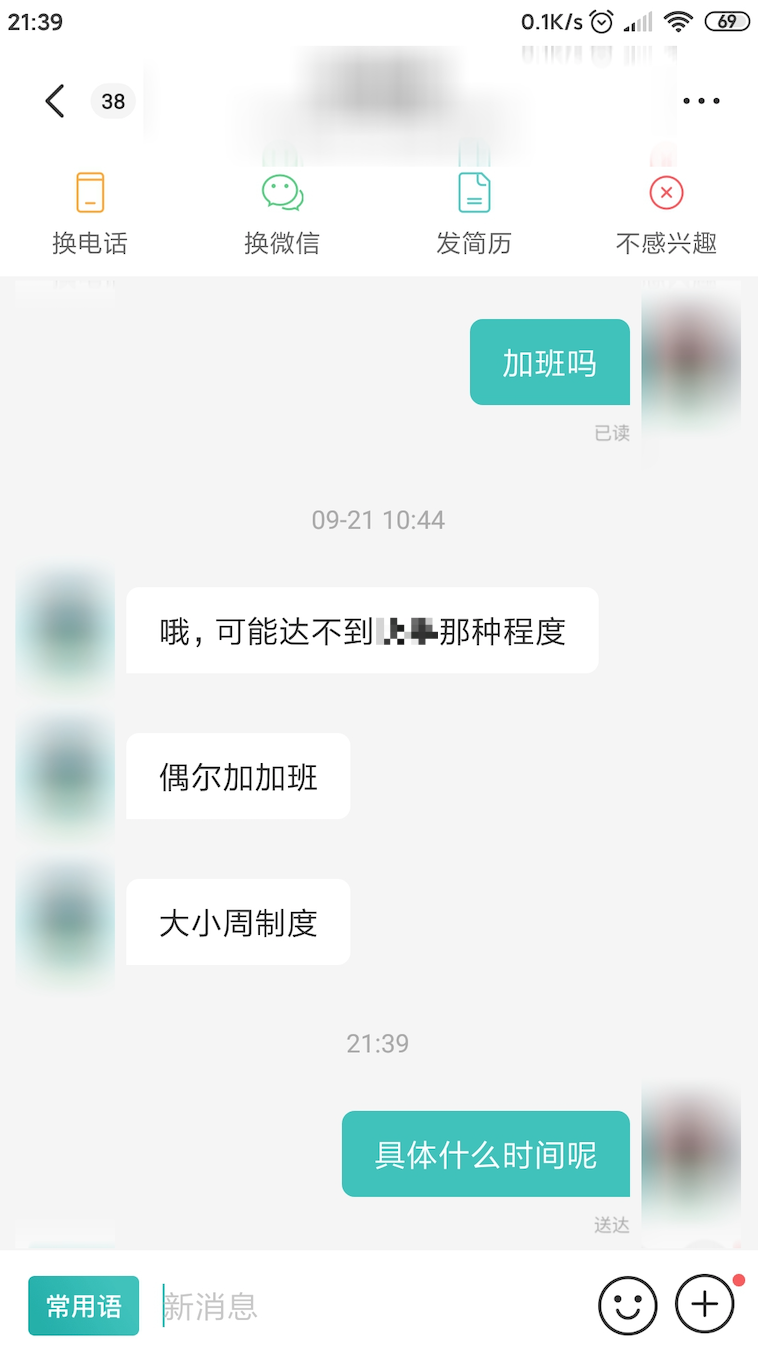 21:39
0.1K/s
69
38
换电话
换微信
发简历
不感兴趣
加班吗
已读
09-21 10:44
哦，可能达不到那种程度
偶尔加加班
大小周制度
21:39
具体什么时间呢
送达
常用语
新消息